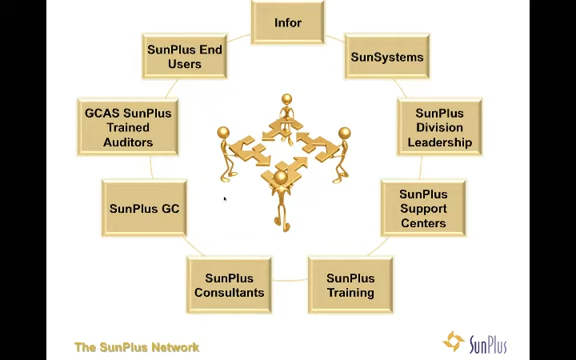 Infor
SunSystems
SunPlus
Division
Leadership
SunPlus
Support
Centers
SunPlus
Training
SunPlus
Consultants
SunPlus GC
GCAS SunPlus
Trained
Auditors
SunPlus End
Users
The SunPlus Network
SunPlus